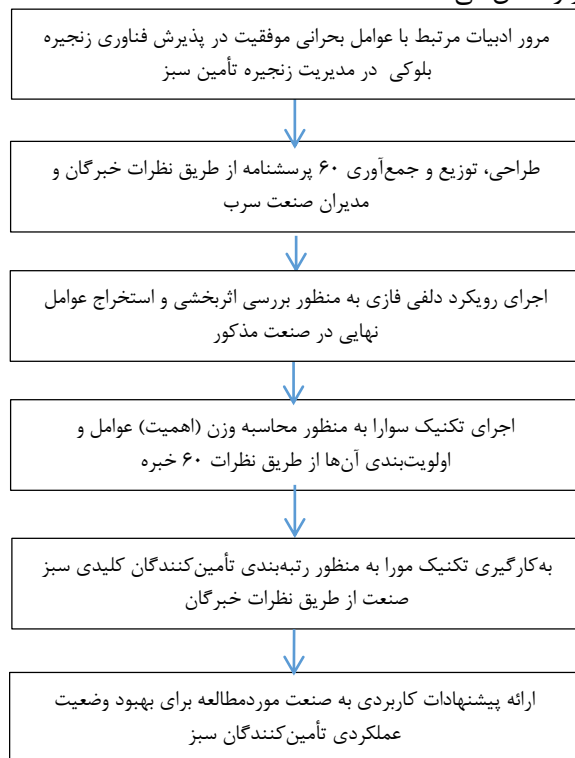 مرور ادبیات مرتبط با عوامل بحرانی موفقیت در پذیرش فناوری زنجیره
بلوکی در مدیریت زنجیره تأمین سبز
طراحی، توزیع و جمع‌آوری ۶۰ پرسشنامه از طریق نظرات خبرگان و
مدیران صنعت سرب
اجرای رویکرد دلفی فازی به منظور بررسی اثربخشی و استخراج عوامل
نهایی در صنعت مذکور
اجرای تکنیک سوارا به منظور محاسبه وزن (اهمیت) عوامل و
اولویت‌بندی آن‌ها از طریق نظرات ۶۰ خبره
به‌کارگیری تکنیک مورا به منظور رتبه‌بندی تأمین‌کنندگان کلیدی سبز
صنعت از طریق نظرات خبرگان
ارائه پیشنهادات کاربردی به صنعت موردمطالعه برای بهبود وضعیت
عملکردی تأمین‌کنندگان سبز